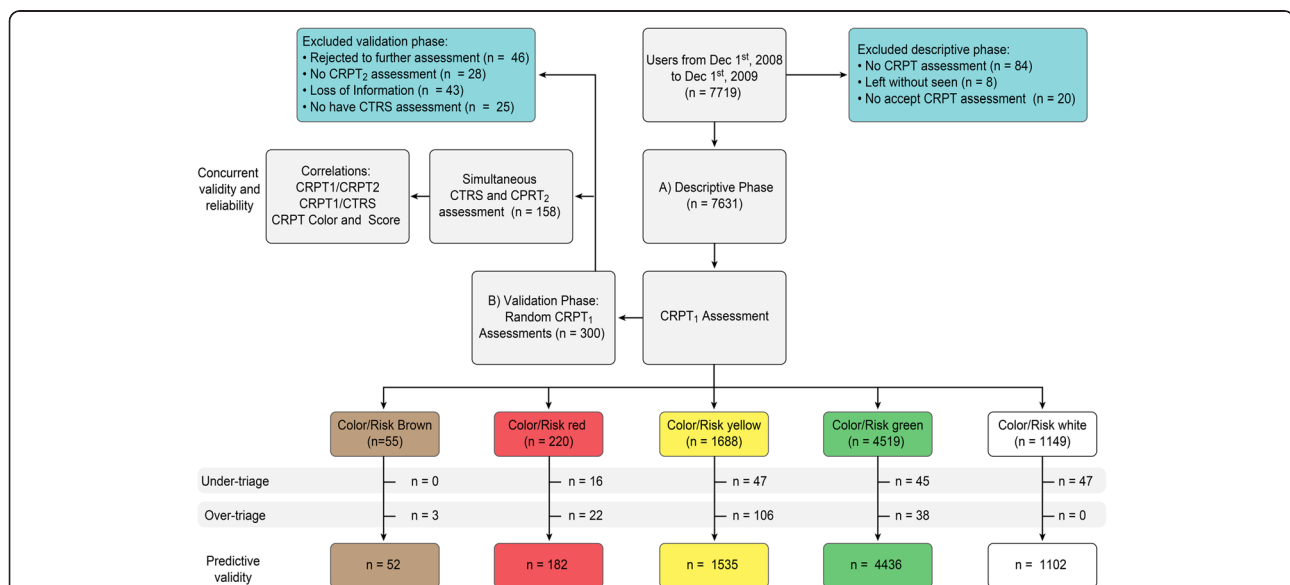 Excluded validation phase:
• Rejected to further assessment (n = 46)
• No CRPT2 assessment (n = 28)
• Loss of Information (n = 43)
• No have CTRS assessment (n = 25)
Users from Dec 1st, 2008
to Dec 1st, 2009
(n = 7719)
Excluded descriptive phase:
• No CRPT assessment (n = 84)
• Left without seen (n = 8)
• No accept CRPT assessment (n = 20)
Concurrent
validity and
reliability
Correlations:
CRPT1/CRPT2
CRPT1/CTRS
CRPT Color and Score
Simultaneous
CTRS and CPRT2
assessment (n = 158)
A) Descriptive Phase
(n = 7631)
B) Validation Phase:
Random CRPT1
Assessments (n = 300)
CRPT1 Assessment
Color/Risk Brown
(n=55)
Color/Risk red
(n = 220)
Color/Risk yellow
(n = 1688)
Color/Risk green
(n = 4519)
Color/Risk white
(n = 1149)
Under-triage n = 0 n = 16 n = 47 n = 45 n = 47
Over-triage n = 3 n = 22 n = 106 n = 38 n = 0
Predictive
validity
n = 52 n = 182 n = 1535 n = 4436 n = 1102